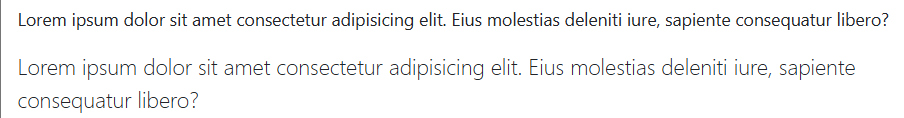 Lorem ipsum dolor sit amet consectetur adipisicing elit. Eius molestias deleniti iure, sapiente consequatur libero?
Lorem ipsum dolor sit amet consectetur adipisicing elit. Eius molestias deleniti iure, sapiente
consequatur libero?